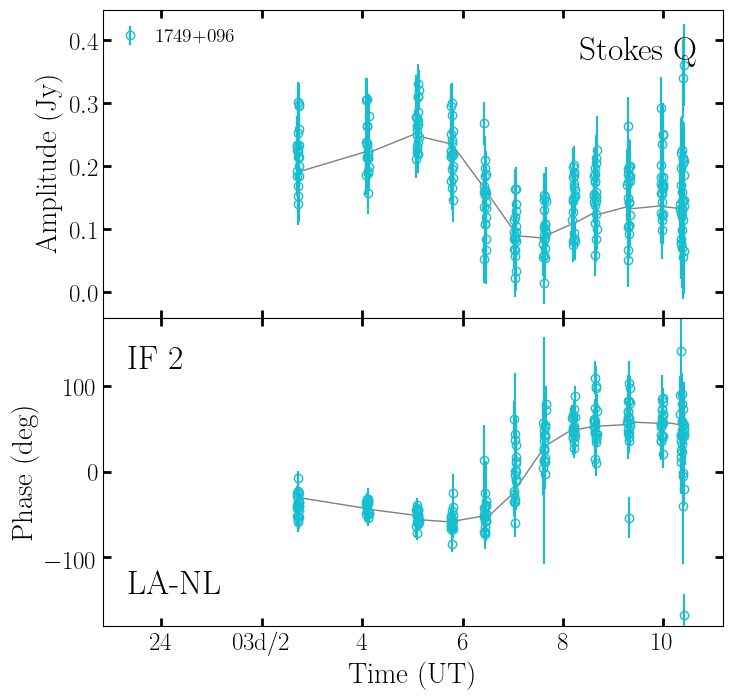 1749+096
Stokes Q
0.4
0.3
0.2
0.1
0.0
Amplitude (Jy)
IF 2
100
0
−100
Phase (deg)
LA-NL
24 03d/2 4 6 8 10
Time (UT)